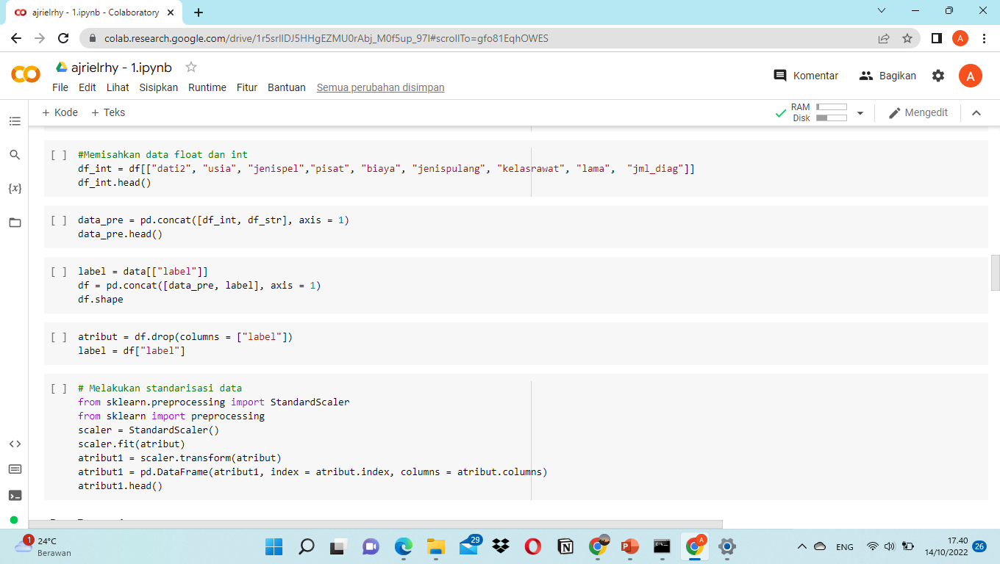 ajrielrhy - 1.ipynb - Colaboratory
colab.research.google.com/drive/1r5srIIDJ5HHgEZMU0rAbj_M0f5up_97I#scrollTo=gfo81EqhOWES
A
ajrielrhy - 1.ipynb
File Edit Lihat Sisipkan Runtime Fitur Bantuan Semua perubahan disimpan
Komentar Bagikan A
+ Kode + Teks
RAM
Disk
Mengedit
[ ] #Memisahkan data float dan int
df_int = df[["dati2", "usia", "jenispel","pisat", "biaya", "jenispulang", "kelasrawat", "lama",  "jml_diag"]]
df_int.head()
[ ] data_pre = pd.concat([df_int, df_str], axis = 1)
data_pre.head()
[ ] label = data[["label"]]
df = pd.concat([data_pre, label], axis = 1)
df.shape
[ ] atribut = df.drop(columns = ["label"])
label = df["label"]
[ ] # Melakukan standarisasi data
from sklearn.preprocessing import StandardScaler
from sklearn import preprocessing
scaler = StandardScaler()
scaler.fit(atribut)
atribut1 = scaler.transform(atribut)
atribut1 = pd.DataFrame(atribut1, index = atribut.index, columns = atribut.columns)
atribut1.head()
{x}
1
24°C
Berawan
29
A
ENG
17.40
14/10/2022
26